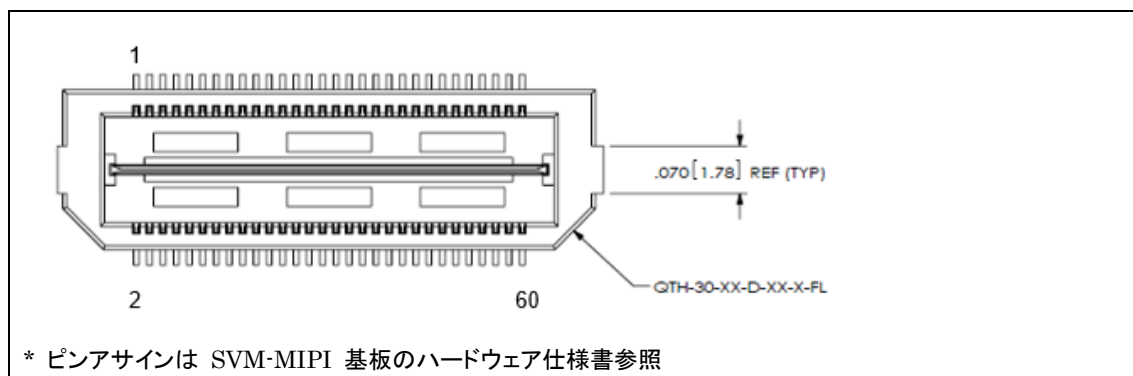 1
.070[1.78] REF (TYP)
2
60
QTH-30-XX-D-XX-X-FL
* ピンアサインは SVM-MIPI 基板のハードウェア仕様書参照